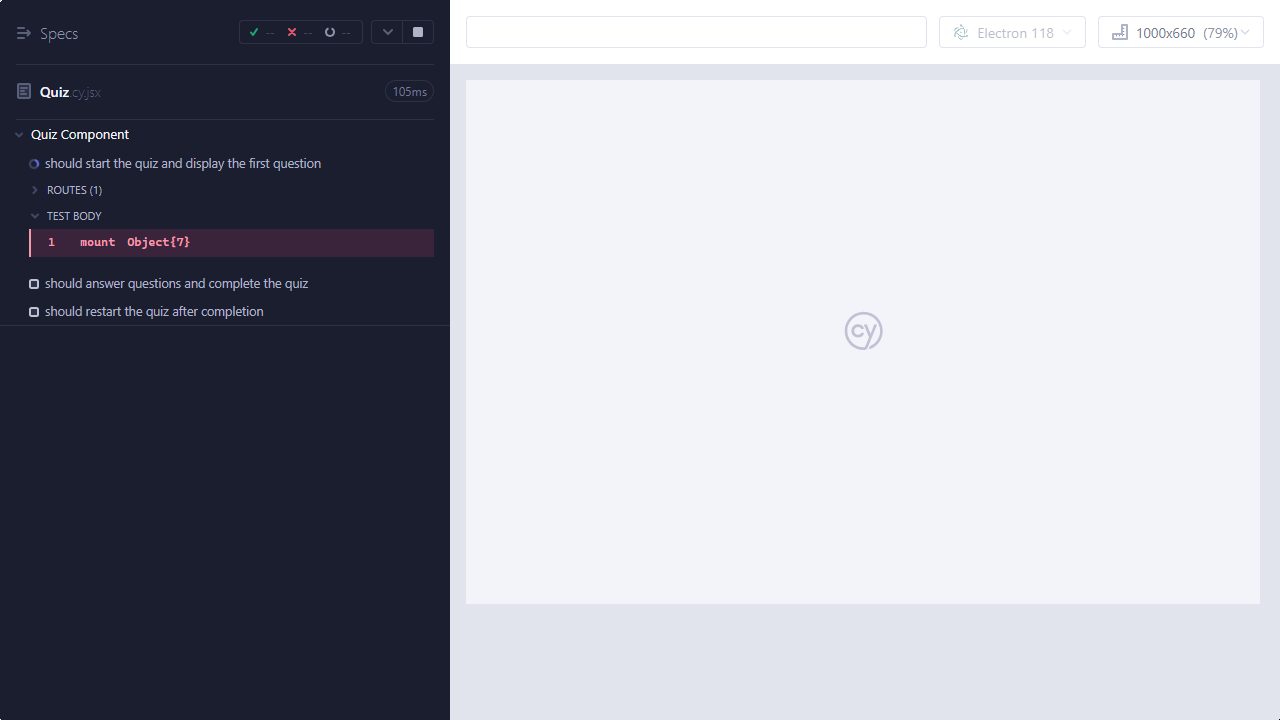 Specs
--
--
--
Electron 118
1000x660 (79%)
Quiz.cy.jsx
105ms
Quiz Component
should start the quiz and display the first question
ROUTES (1)
TEST BODY
1 mount Object{7}
should answer questions and complete the quiz
should restart the quiz after completion
cy